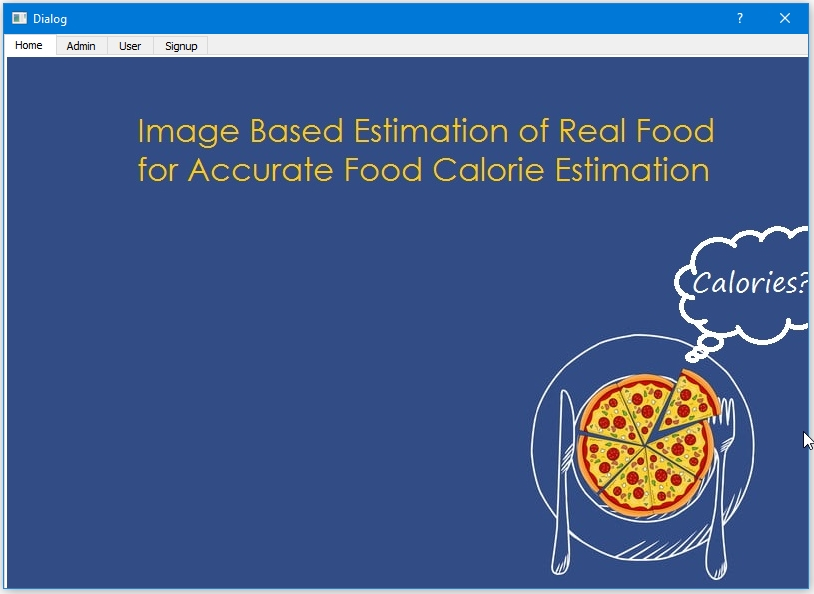 Dialog ?
Home Admin User Signup
Image Based Estimation of Real Food
for Accurate Food Calorie Estimation
Calories?